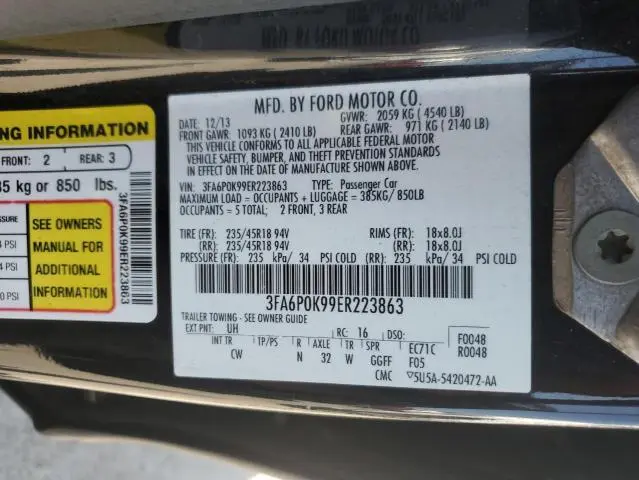 MFD. BY FORD MOTOR CO.
DATE: 12/13 GVWR: 2059 KG ( 4540 LB)
FRONT GAWR: 1093 KG ( 2410 LB) REAR GAWR: 971 KG ( 2140 LB)
THIS VEHICLE CONFORMS TO ALL APPLICABLE FEDERAL MOTOR
VEHICLE SAFETY, BUMPER, AND THEFT PREVENTION STANDARDS
IN EFFECT ON THE DATE OF MANUFACTURE SHOWN ABOVE.
VIN: 3FA6P0K99ER223863 TYPE: Passenger Car
MAXIMUM LOAD = OCCUPANTS + LUGGAGE = 385KG/ 850LB
OCCUPANTS = 5 TOTAL: 2 FRONT, 3 REAR
TIRE (FR): 235/45R18 94V RIMS (FR): 18x8.0J
(RR): 235/45R18 94V (RR): 18x8.0J
PRESSURE (FR): 235 kPa/ 34 PSI COLD (RR): 235 kPa/ 34 PSI COLD
3FA6P0K99ER223863
TRAILER TOWING - SEE OWNER GUIDE
EXT PNT: UH RC: 16 DSO: F0048
R0048
INT TR TP/PS R AXLE TR SPR EC71C
CW N 32 W GGFF F05
CMC 5U5A-5420472-AA
NG INFORMATION
FRONT: 2 REAR: 3
85 kg or 850 lbs.
SEE OWNERS
MANUAL FOR
ADDITIONAL
INFORMATION
PSI
PSI
PSI
3FA6P0K99ER223863